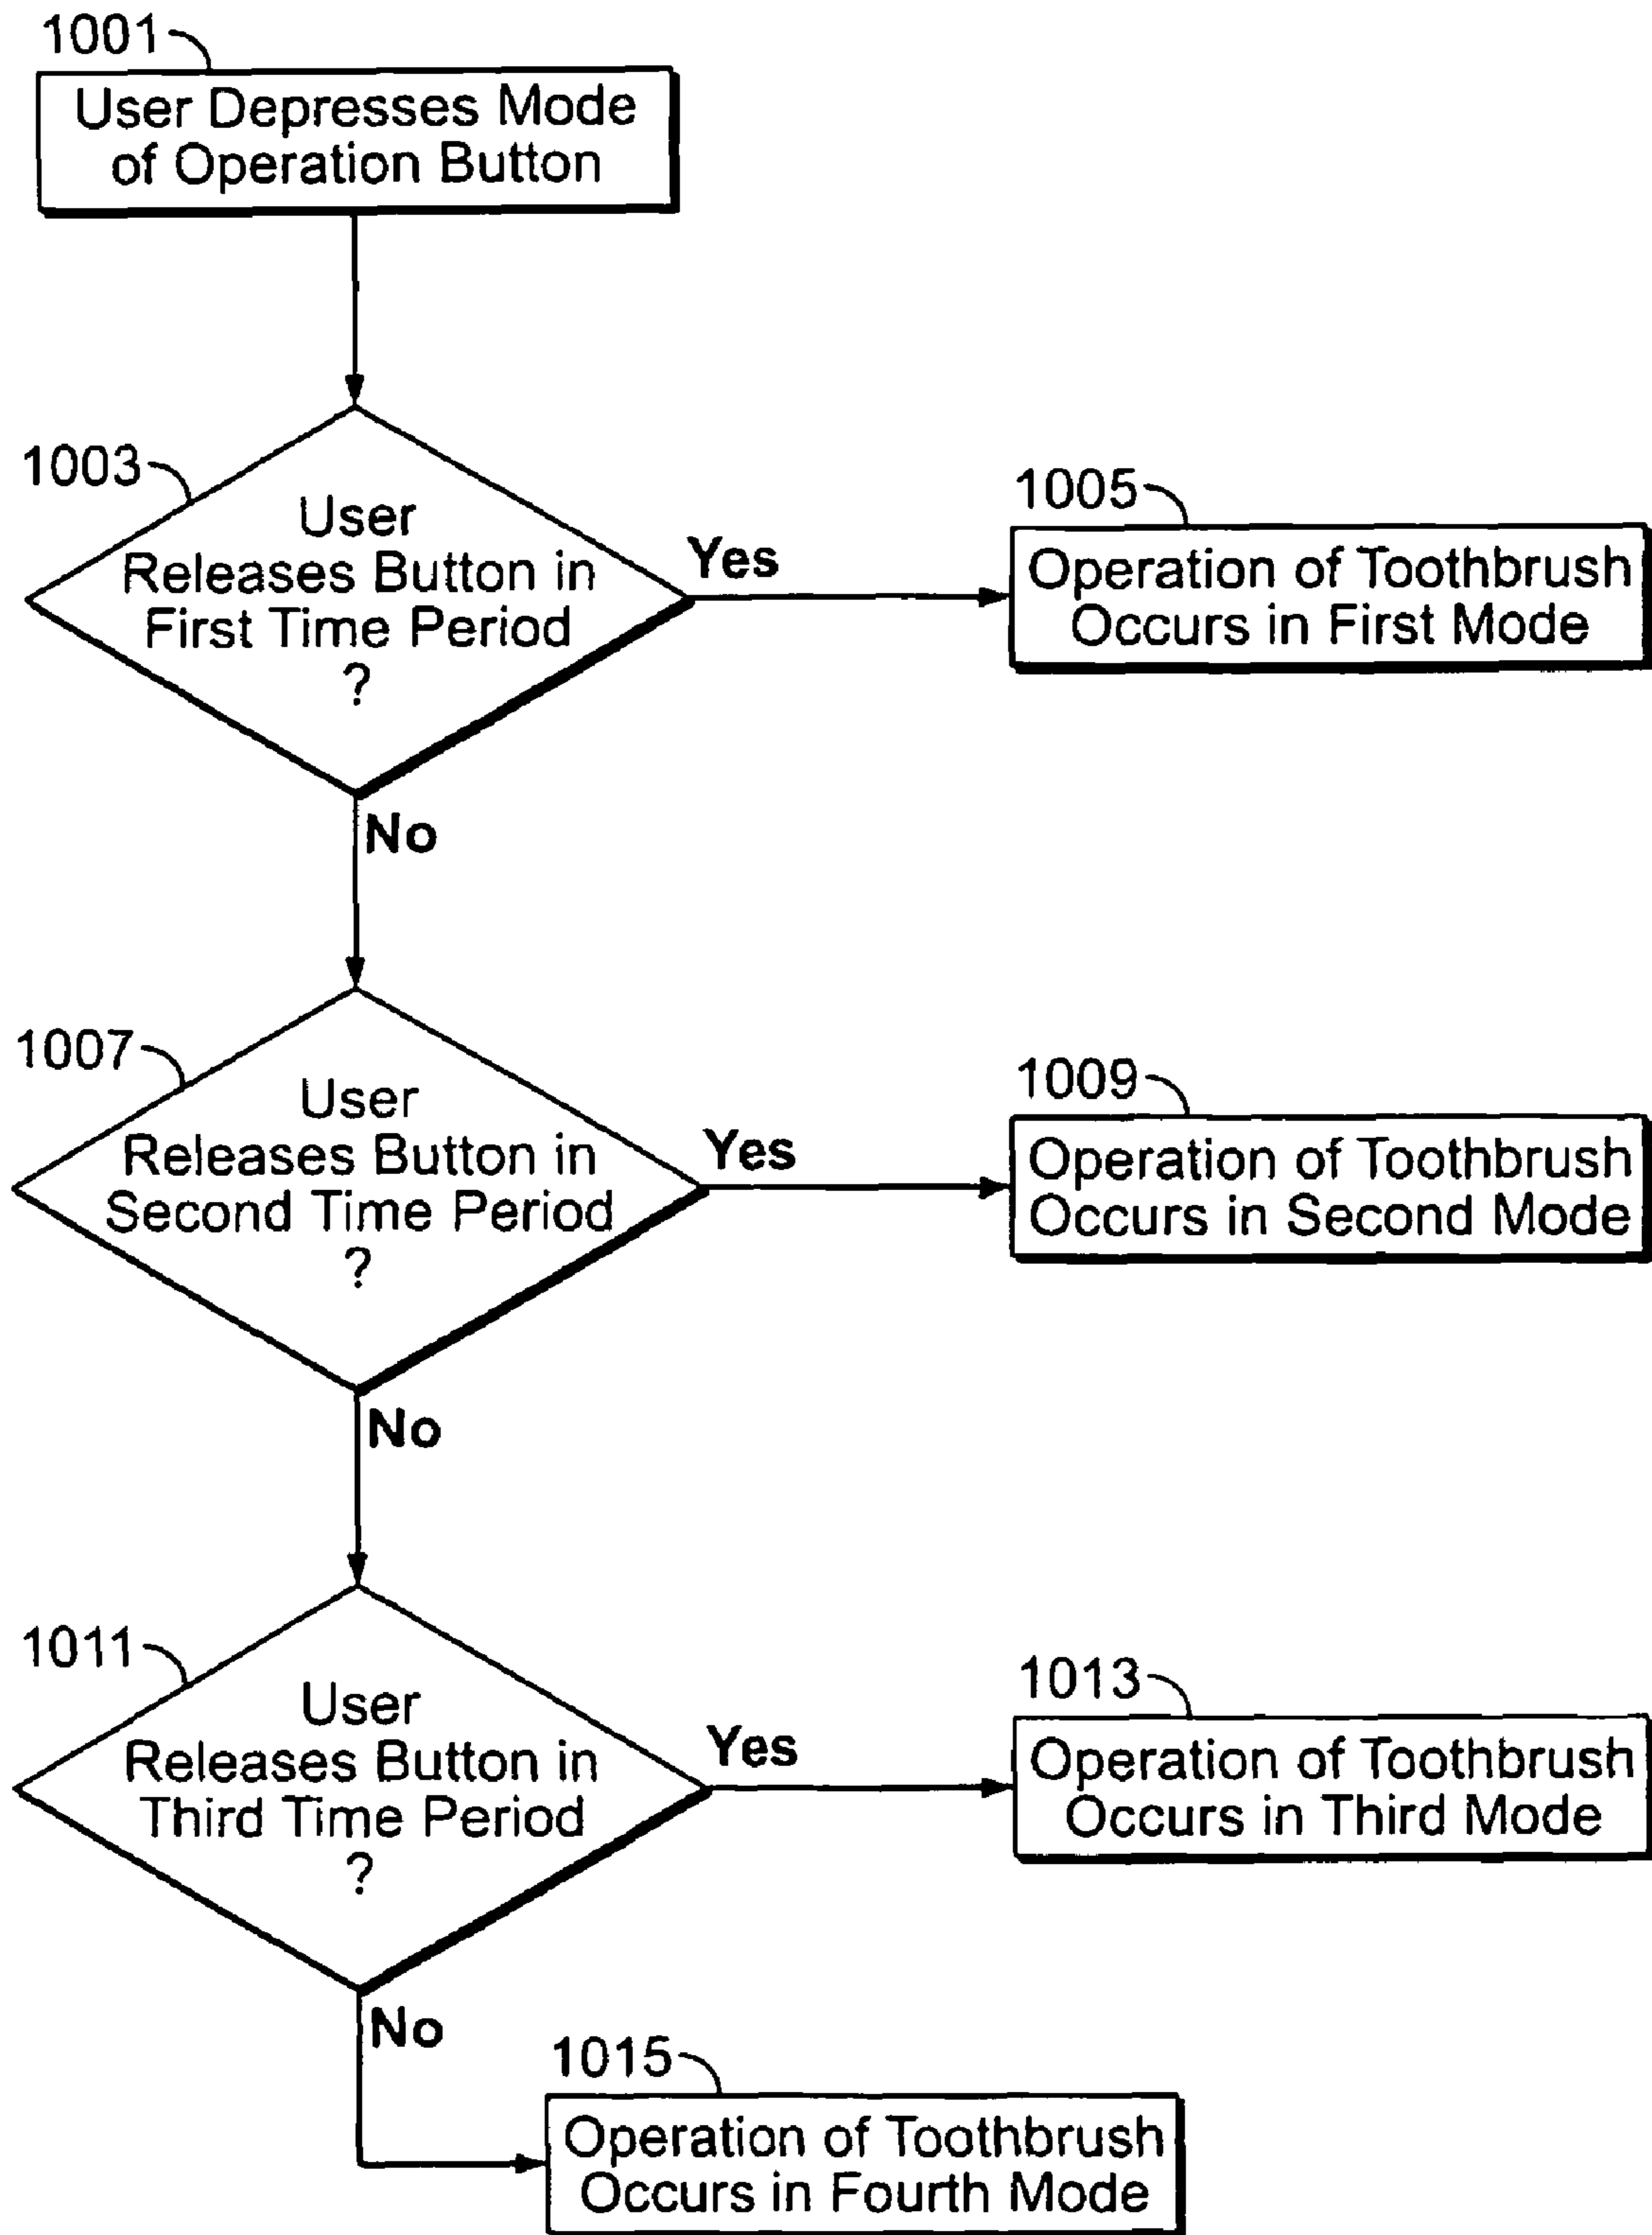 1001
User Depresses Mode
of Operation Button
1003
User
Releases Button in
First Time Period
?
Yes
1005
Operation of Toothbrush
Occurs in First Mode
No
1007
User
Releases Button in
Second Time Period
?
Yes
1009
Operation of Toothbrush
Occurs in Second Mode
No
1011
User
Releases Button in
Third Time Period
?
Yes
1013
Operation of Toothbrush
Occurs in Third Mode
No
1015
Operation of Toothbrush
Occurs in Fourth Mode